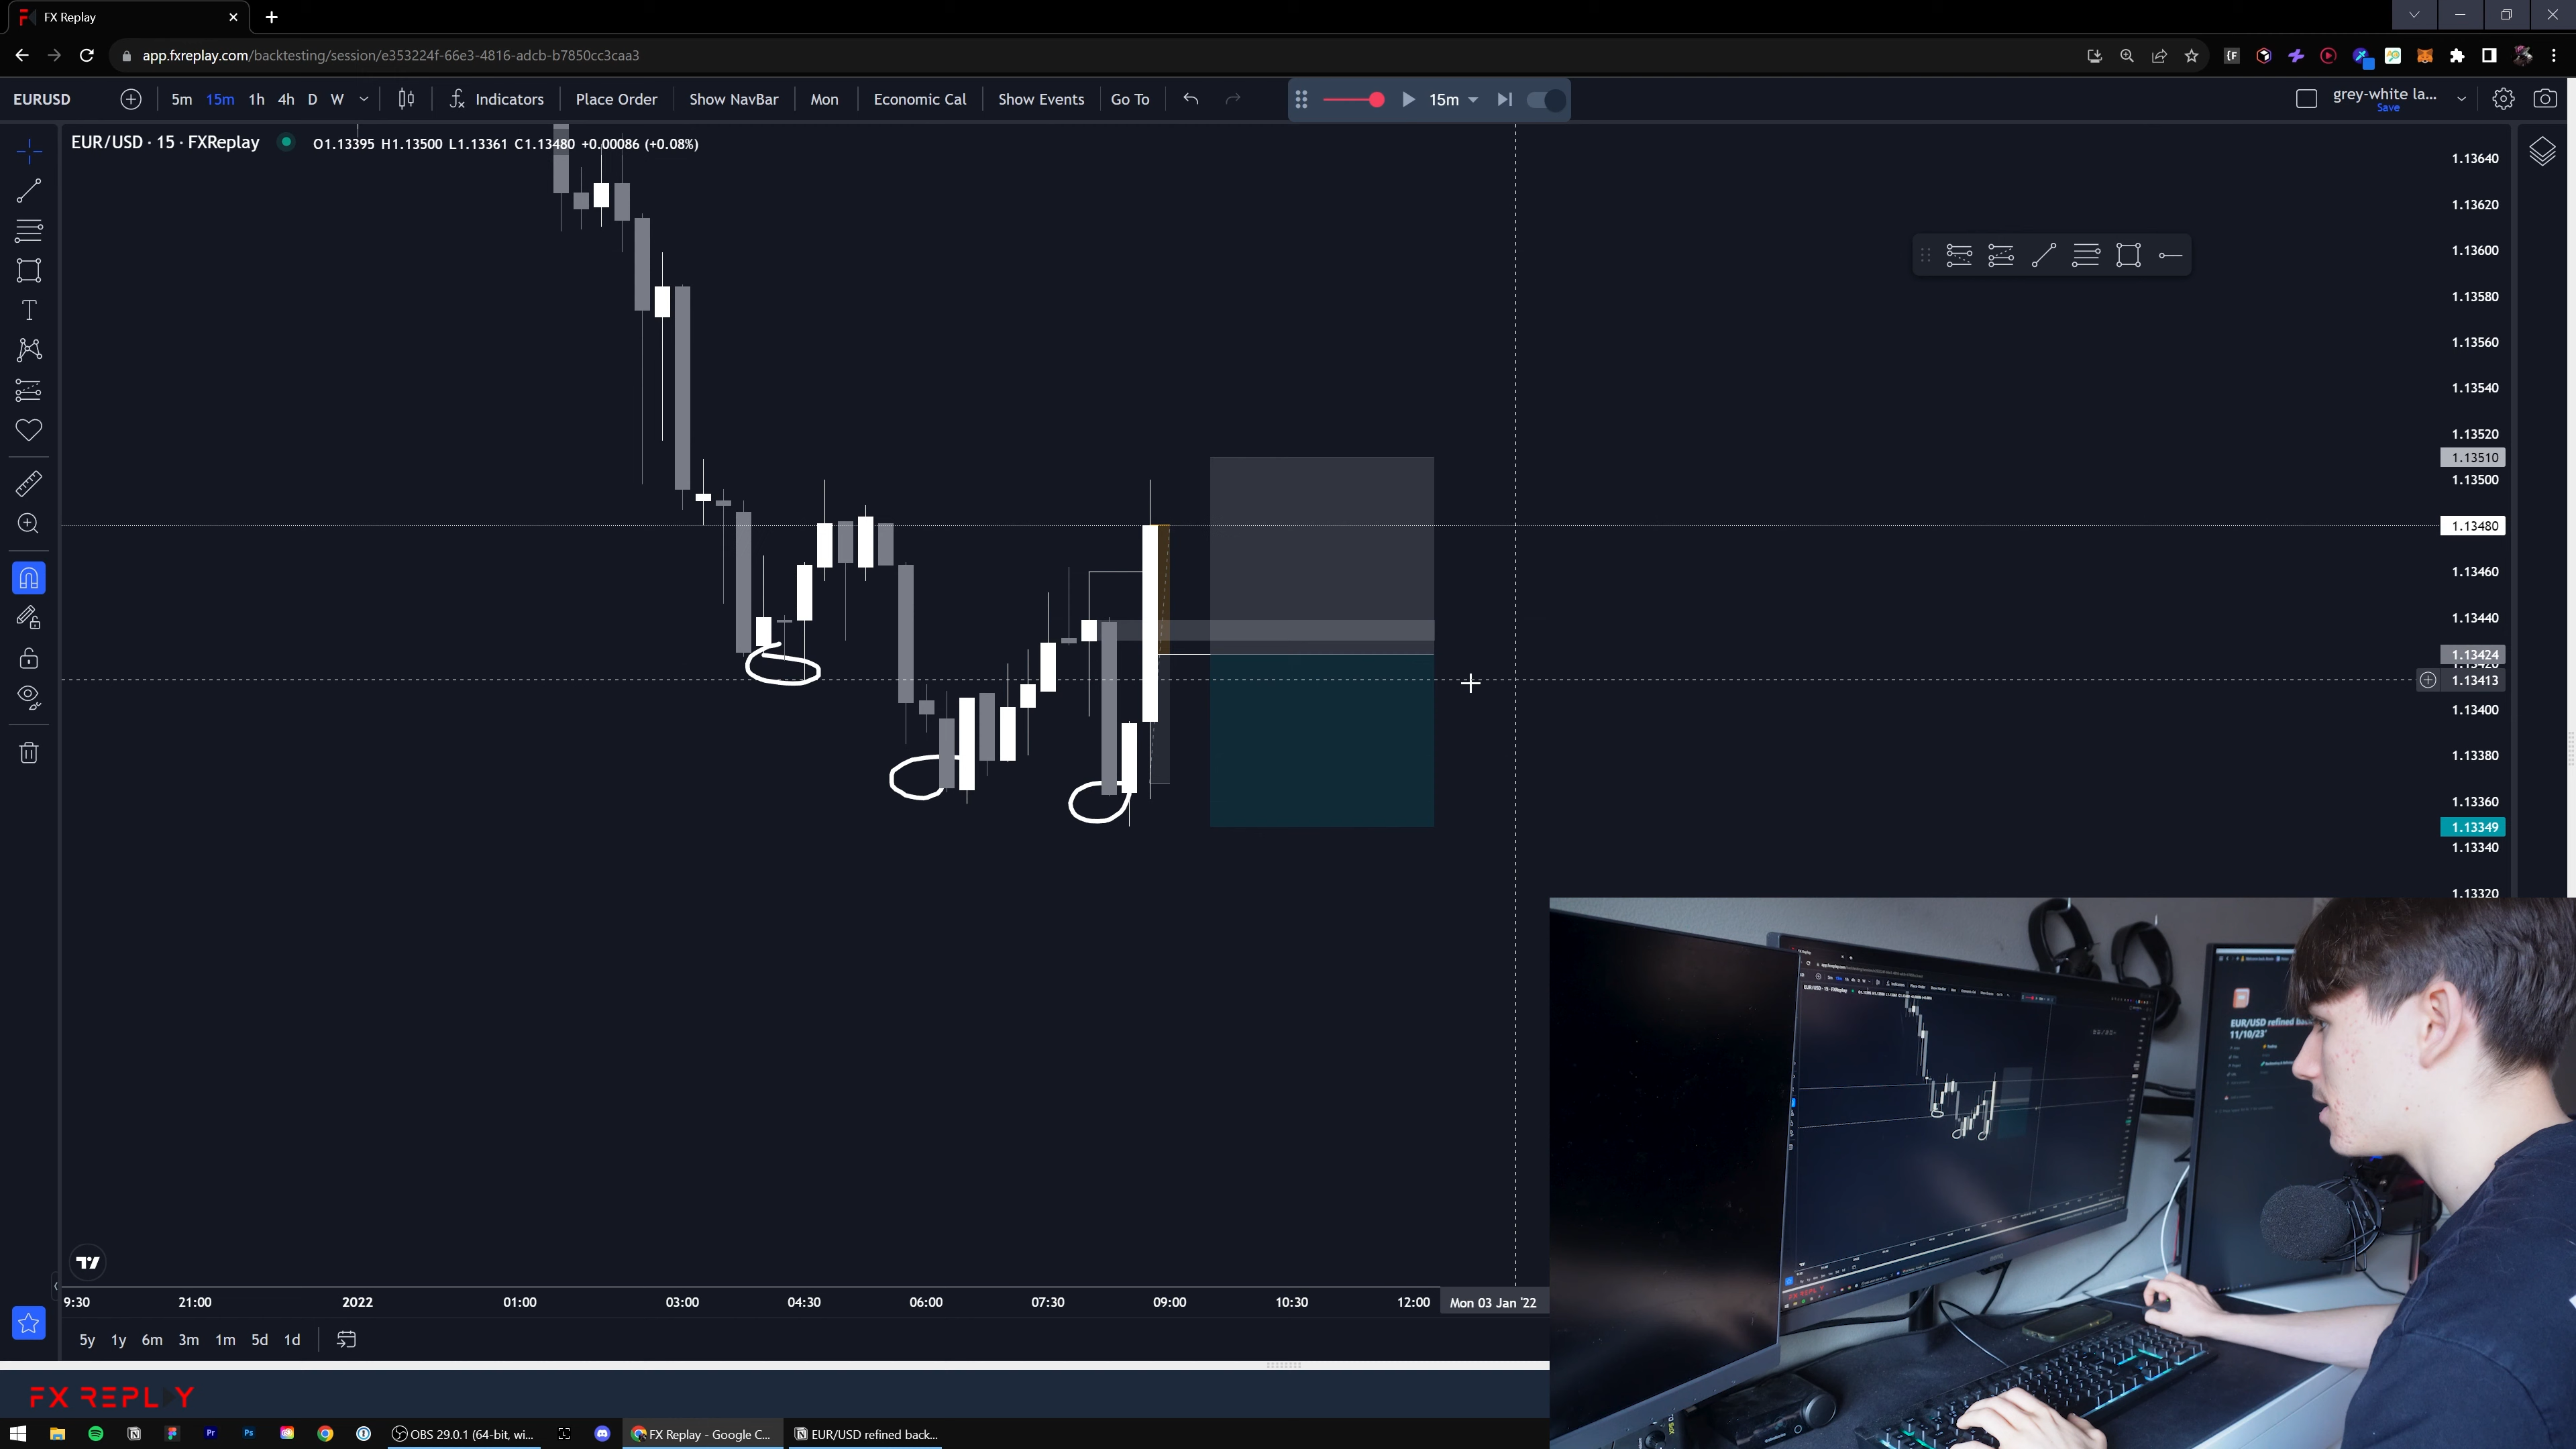 FX Replay
app.fxreplay.com/backtesting/session/e353224f-66e3-4816-adcb-b7850cc3caa3
EURUSD 5m 15m 1h 4h D W Indicators Place Order Show NavBar Mon Economic Cal Show Events Go To 15m grey-white la...
Save
EUR/USD · 15 · FXReplay O1.13395 H1.13500 L1.13361 C1.13480 +0.00086 (+0.08%)
1.13640
1.13620
1.13600
1.13580
1.13560
1.13540
1.13520
1.13510
1.13500
1.13480
1.13460
1.13440
1.13424
1.13413
1.13400
1.13380
1.13360
1.13349
1.13340
1.13320
9:30 21:00 2022 01:00 03:00 04:30 06:00 07:30 09:00 10:30 12:00 Mon 03 Jan '22
5y 1y 6m 3m 1m 5d 1d
EUR/USD refined back
11/10/23'
FX REPLAY
OBS 29.0.1 (64-bit, wi... FX Replay - Google C... EUR/USD refined back...